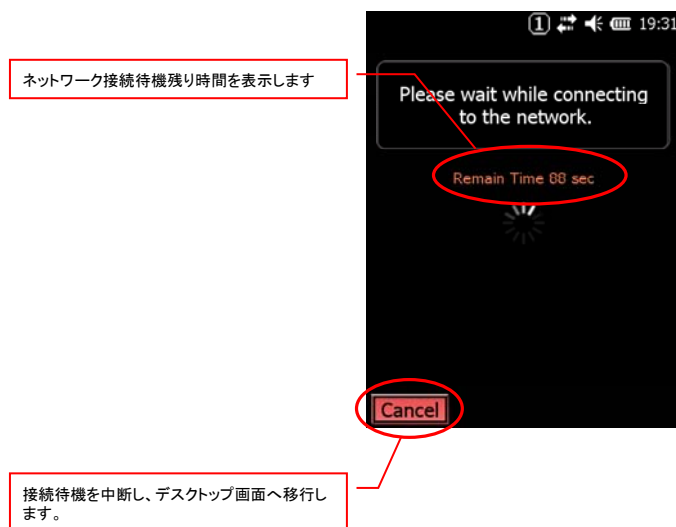 1 19:31
ネットワーク接続待機残り時間を表示します
Please wait while connecting
to the network.
Remain Time 88 sec
Cancel
接続待機を中断し、デスクトップ画面へ移行し
ます。